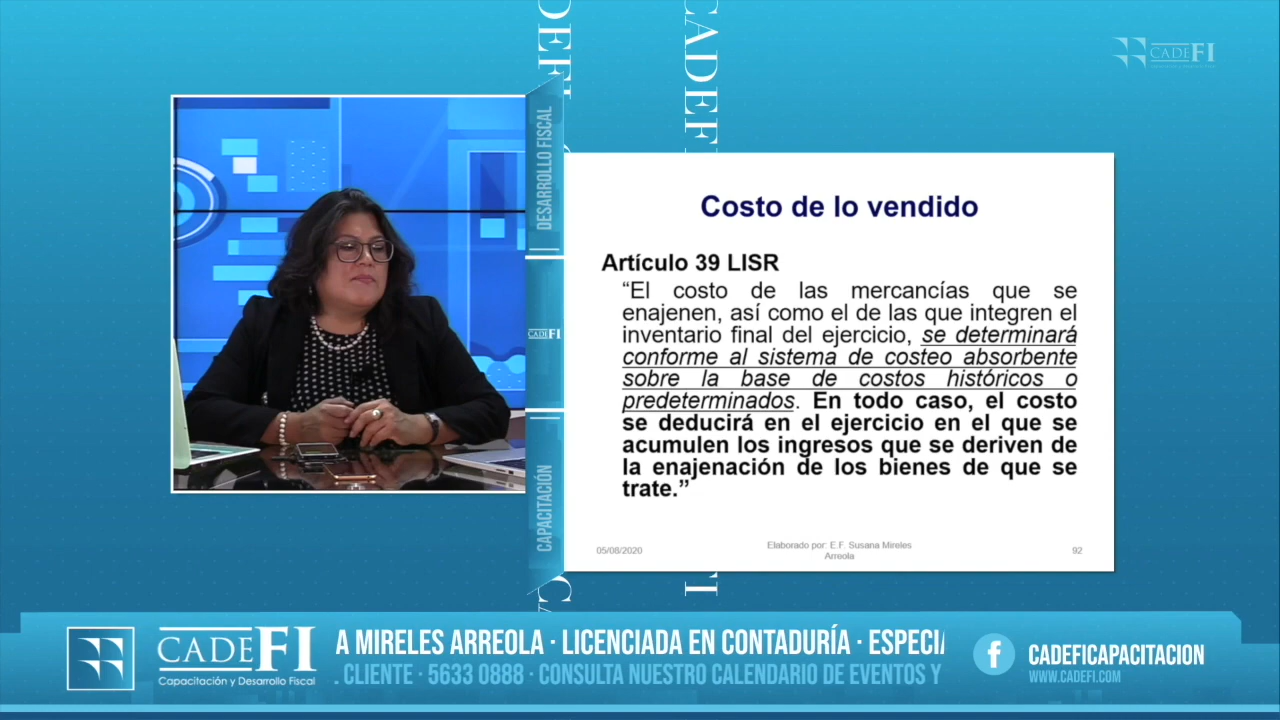 CADEFI
DESARROLLO FISCAL
CADEFI
CAPACITACIÓN
Costo de lo vendido
Artículo 39 LISR
“El costo de las mercancías que se
enajenen, así como el de las que integren el
inventario final del ejercicio, se determinará
conforme al sistema de costeo absorbente
sobre la base de costos históricos o
predeterminados. En todo caso, el costo
se deducirá en el ejercicio en el que se
acumulen los ingresos que se deriven de
la enajenación de los bienes de que se
trate.”
05/08/2020
Elaborado por: E.F. Susana Mireles
Arreola
92
CADEFI
Capacitación y Desarrollo Fiscal
A MIRELES ARREOLA · LICENCIADA EN CONTADURÍA · ESPECIA
. CLIENTE · 5633 0888 · CONSULTA NUESTRO CALENDARIO DE EVENTOS Y
f
CADEFICAPACITACION
WWW.CADEFI.COM